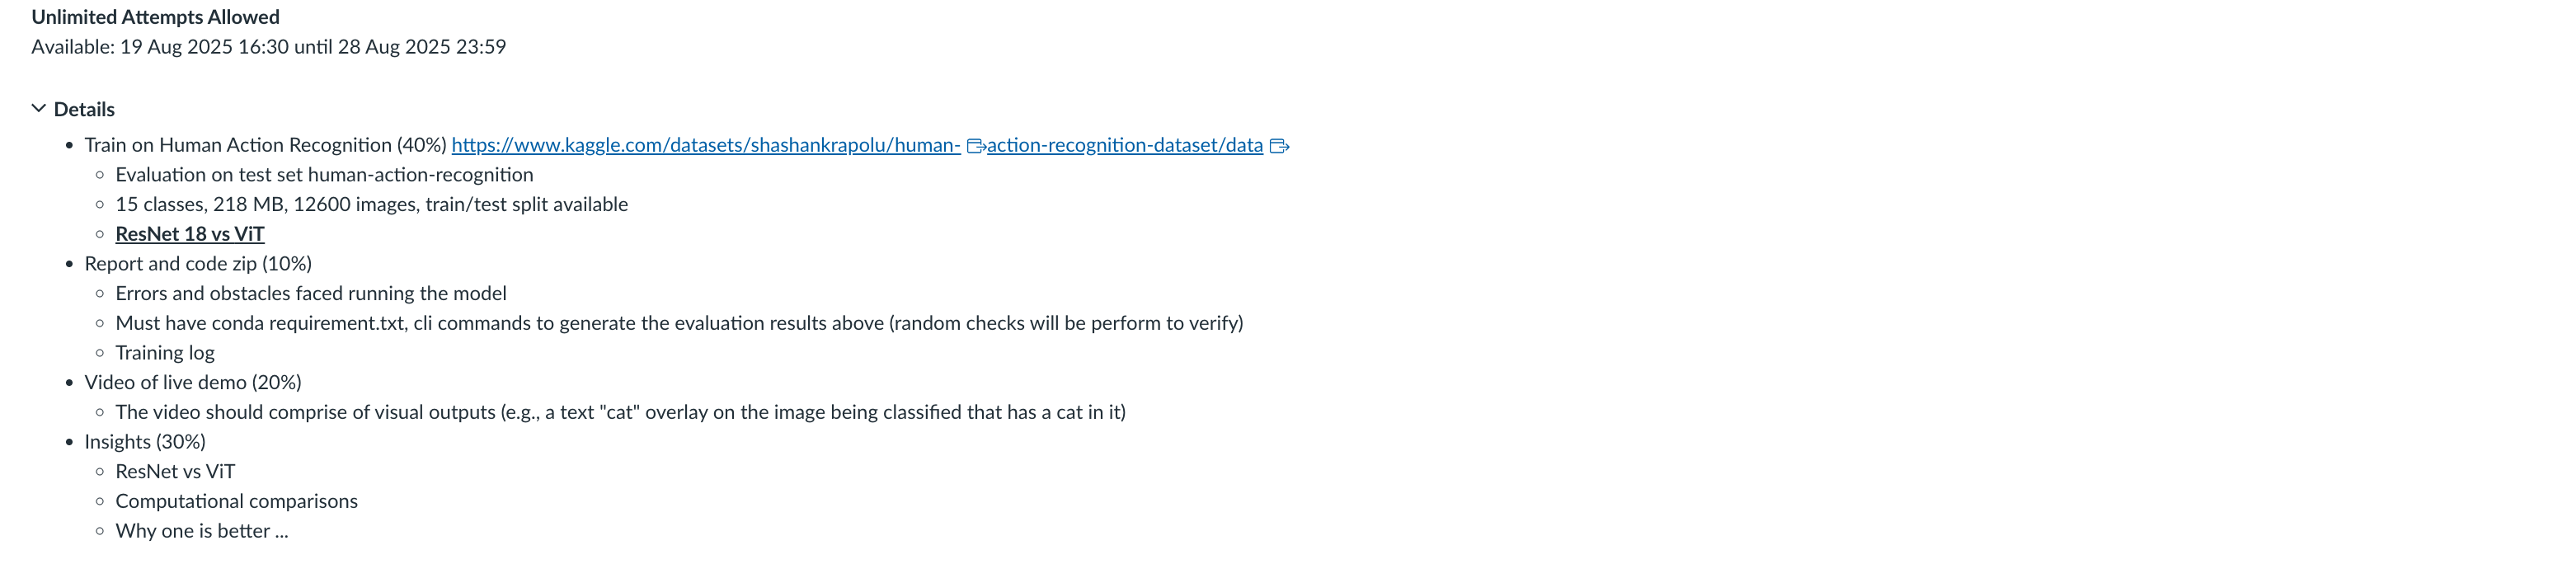 Unlimited Attempts Allowed
Available: 19 Aug 2025 16:30 until 28 Aug 2025 23:59
Details
Train on Human Action Recognition (40%) https://www.kaggle.com/datasets/shashankrapolu/human- action-recognition-dataset/data
Evaluation on test set human-action-recognition
15 classes, 218 MB, 12600 images, train/test split available
ResNet 18 vs ViT
Report and code zip (10%)
Errors and obstacles faced running the model
Must have conda requirement.txt, cli commands to generate the evaluation results above (random checks will be perform to verify)
Training log
Video of live demo (20%)
The video should comprise of visual outputs (e.g., a text "cat" overlay on the image being classified that has a cat in it)
Insights (30%)
ResNet vs ViT
Computational comparisons
Why one is better ...